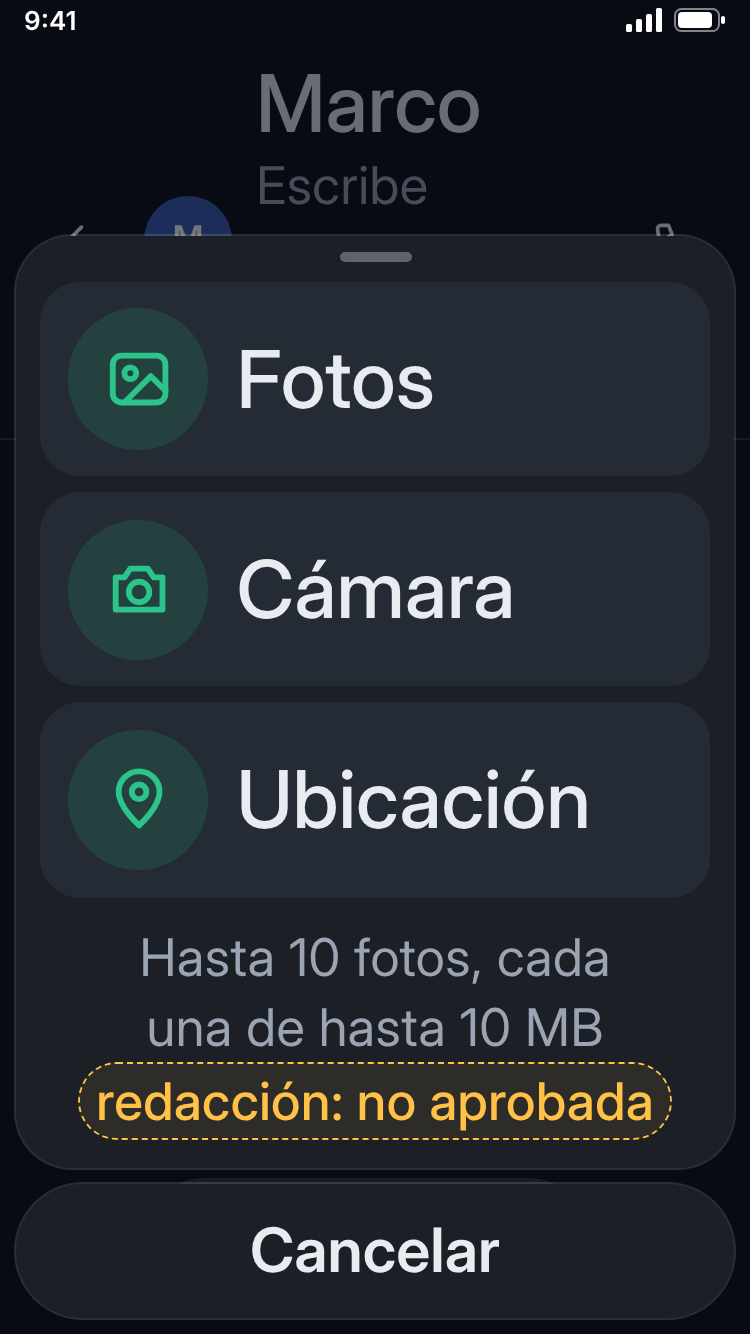 9:41
Marco
Escribe
M
Fotos
Cámara
Ubicación
Hasta 10 fotos, cada
una de hasta 10 MB
redacción: no aprobada
Cancelar